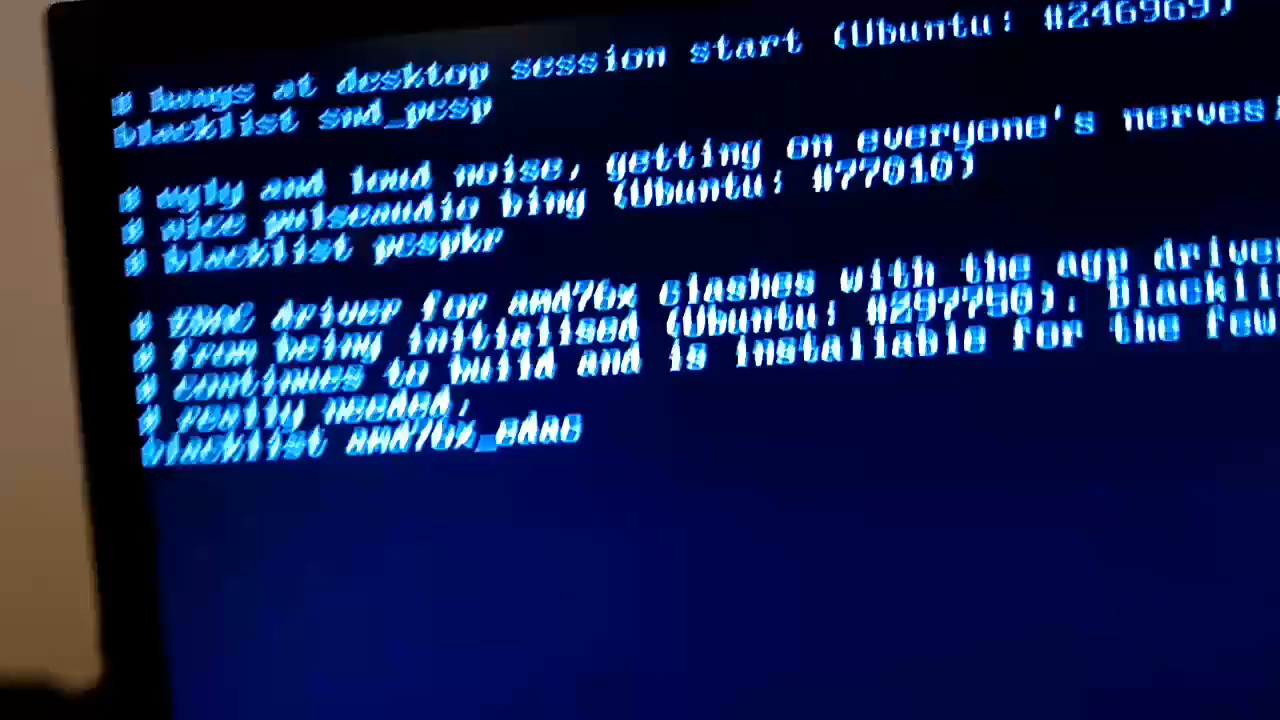 # hangs at desktop session start (Ubuntu: #246969)
blacklist snd_pcsp
# ugly and loud noise, getting on everyone's nerves;
# nice pulseaudio bing (Ubuntu: #77010)
# blacklist pcspkr
# EDAC driver for amd76x clashes with the agp driver
# from being initialised (Ubuntu: #297750). Blackli
# continues to build and is installable for the few
# really needed.
blacklist amd76x_edac